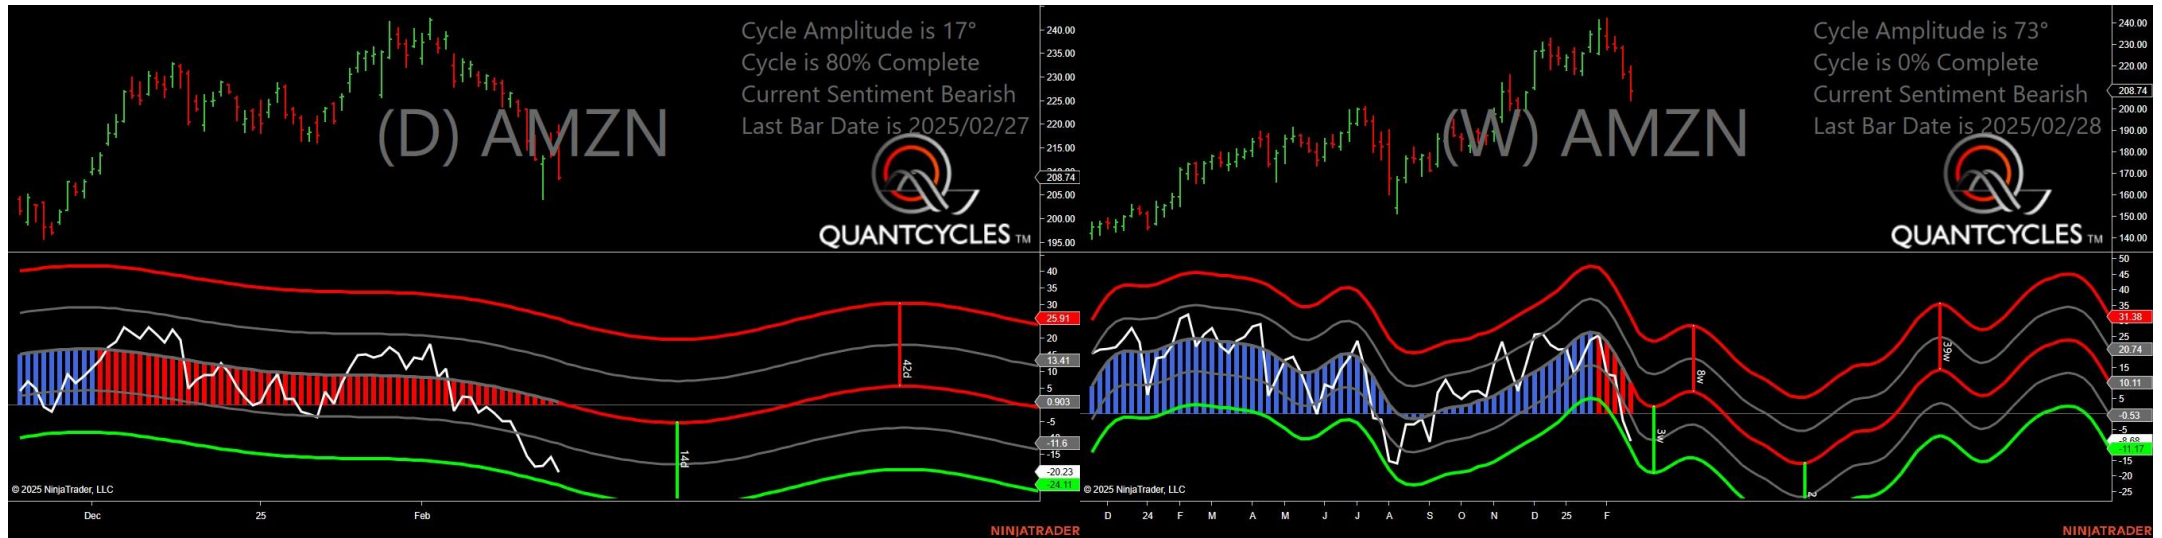 Cycle Amplitude is 17°
Cycle is 80% Complete
Current Sentiment Bearish
Last Bar Date is 2025/02/27
(D) AMZN
QUANTCYCLES TM
240.00
235.00
230.00
225.00
220.00
215.00
208.74
205.00
200.00
195.00
40
35
30
25.91
20
13.41
10
5
0.903
-5
-11.6
-15
-20.23
-24.11
14d
42d
© 2025 NinjaTrader, LLC
Dec
25
Feb
NINJATRADER
Cycle Amplitude is 73°
Cycle is 0% Complete
Current Sentiment Bearish
Last Bar Date is 2025/02/28
(W) AMZN
QUANTCYCLES TM
240.00
230.00
220.00
208.74
200.00
190.00
180.00
170.00
160.00
150.00
140.00
50
45
40
35
31.38
25
20.74
15
10.11
5
-0.53
-5
-8.68
-11.17
-15
-20
-25
3w
8w
39w
© 2025 NinjaTrader, LLC
D 24 F M A M J J A S O N D 25 F
NINJATRADER